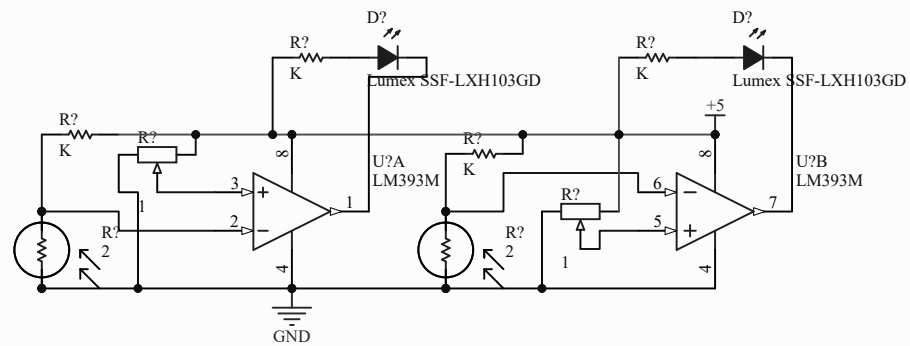 D?
D?
R?
K
R?
K
Lumex SSF-LXH103GD
Lumex SSF-LXH103GD
+5
R?
K
R?
R?
K
8
8
U?A
LM393M
U?B
LM393M
3
1
2
6
7
5
R?
1
R?
2
R?
2
1
4
4
GND